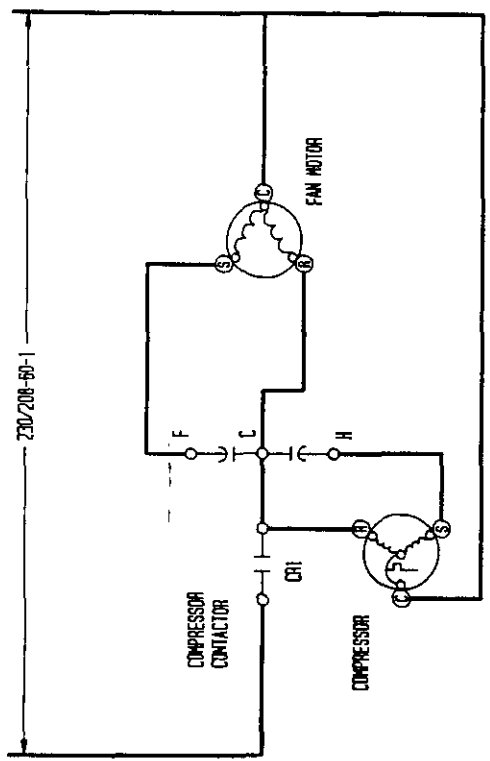 230/208-60-1
COMPRESSOR
CONTACTOR
CR1
F
C
H
S
C
R
FAN MOTOR
COMPRESSOR
C
R
S